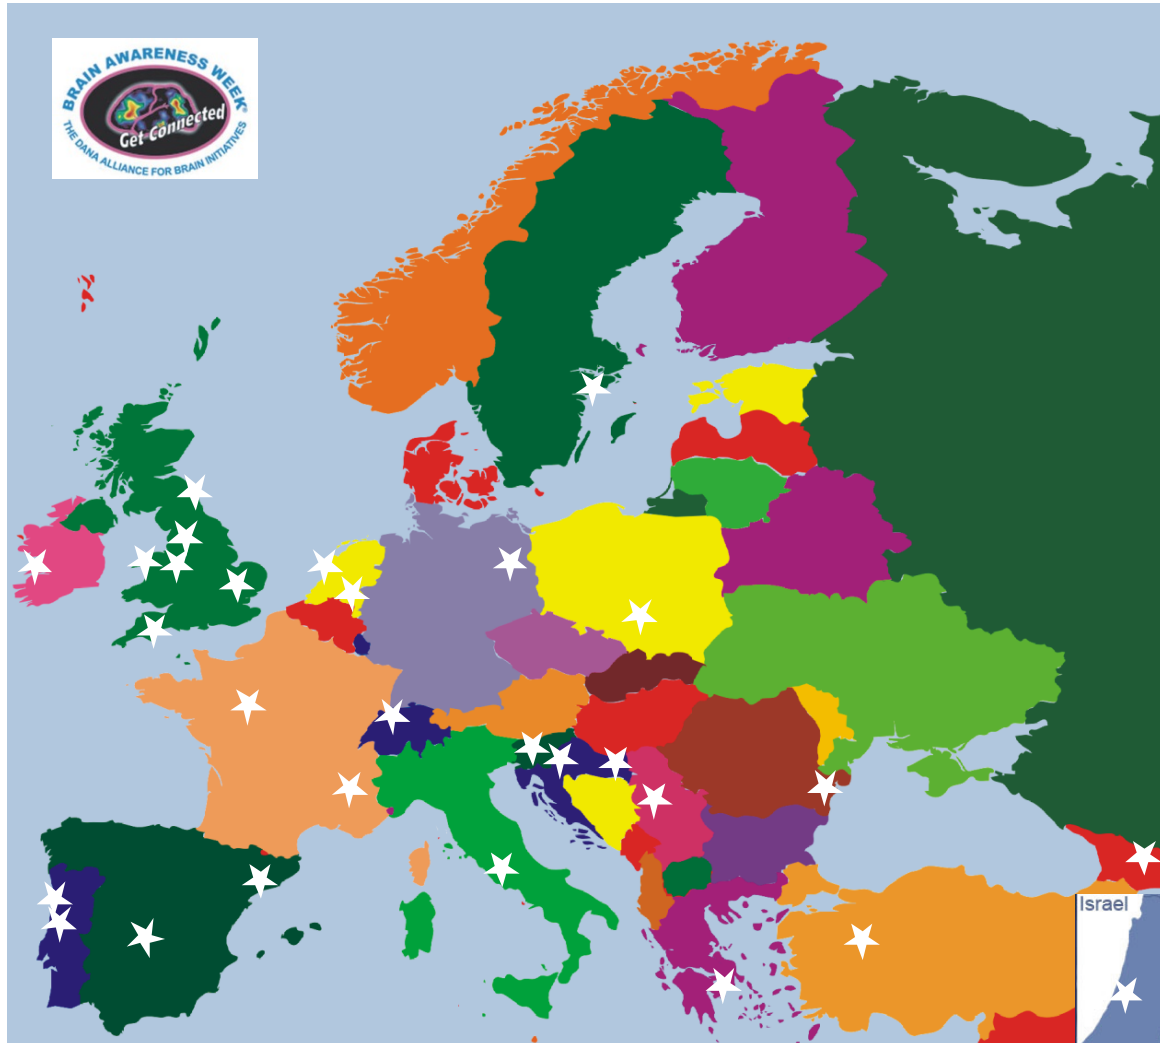 BRAIN AWARENESS WEEK®
Get Connected
THE DANA ALLIANCE FOR BRAIN INITIATIVES
Israel